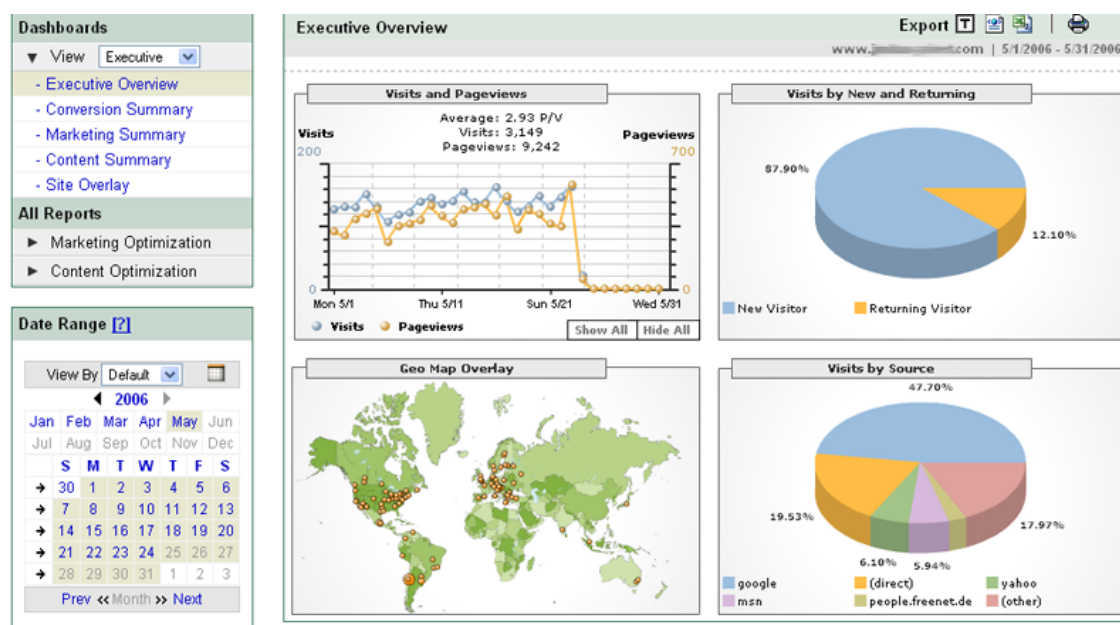 Dashboards
View Executive
- Executive Overview
- Conversion Summary
- Marketing Summary
- Content Summary
- Site Overlay
All Reports
Marketing Optimization
Content Optimization
Date Range [?]
View By Default
2006
Jan Feb Mar Apr May Jun
Jul Aug Sep Oct Nov Dec
S M T W T F S
30 1 2 3 4 5 6
7 8 9 10 11 12 13
14 15 16 17 18 19 20
21 22 23 24 25 26 27
28 29 30 31 1 2 3
Prev << Month >> Next
Executive Overview
Export T
www. .com | 5/1/2006 - 5/31/2006
Visits and Pageviews
Average: 2.93 P/V
Visits: 3,149
Pageviews: 9,242
Visits
Pageviews
200
700
0
0
Mon 5/1 Thu 5/11 Sun 5/21 Wed 5/31
Visits Pageviews
Show All Hide All
Visits by New and Returning
87.90%
12.10%
New Visitor Returning Visitor
Geo Map Overlay
Visits by Source
47.70%
19.53%
17.97%
6.10% 5.94%
google (direct) yahoo
msn people.freenet.de (other)